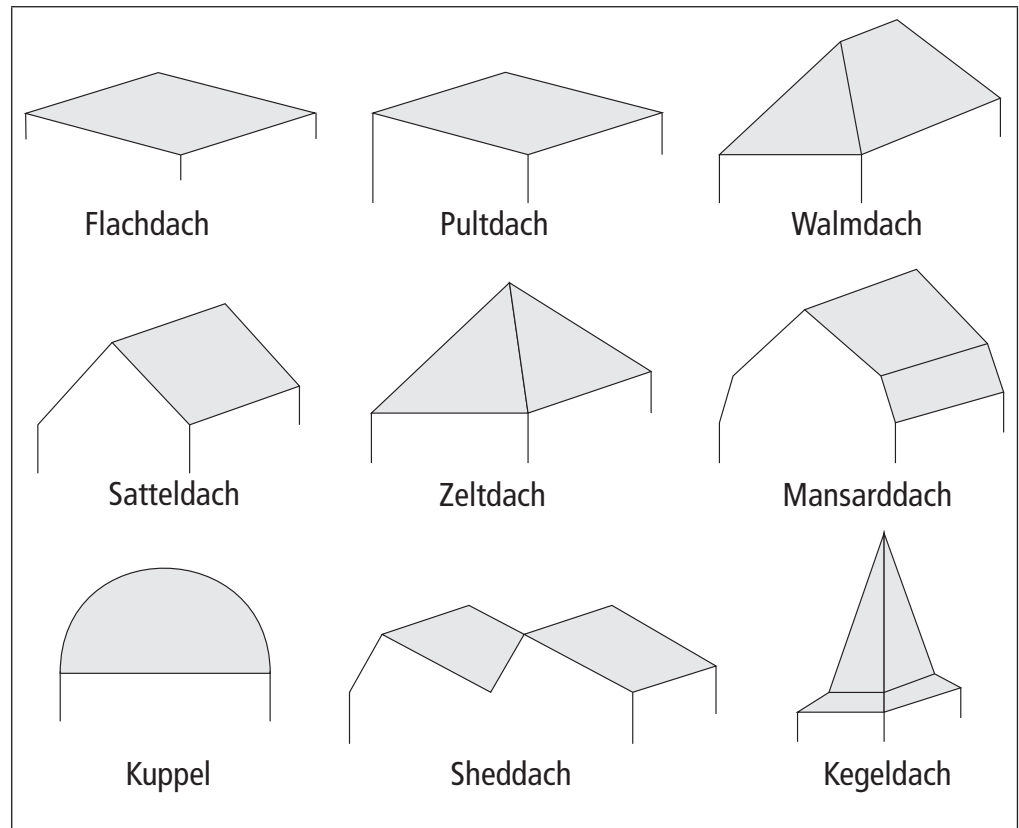 Flachdach
Pultdach
Walmdach
Satteldach
Zeltdach
Mansarddach
Kuppel
Sheddach
Kegeldach